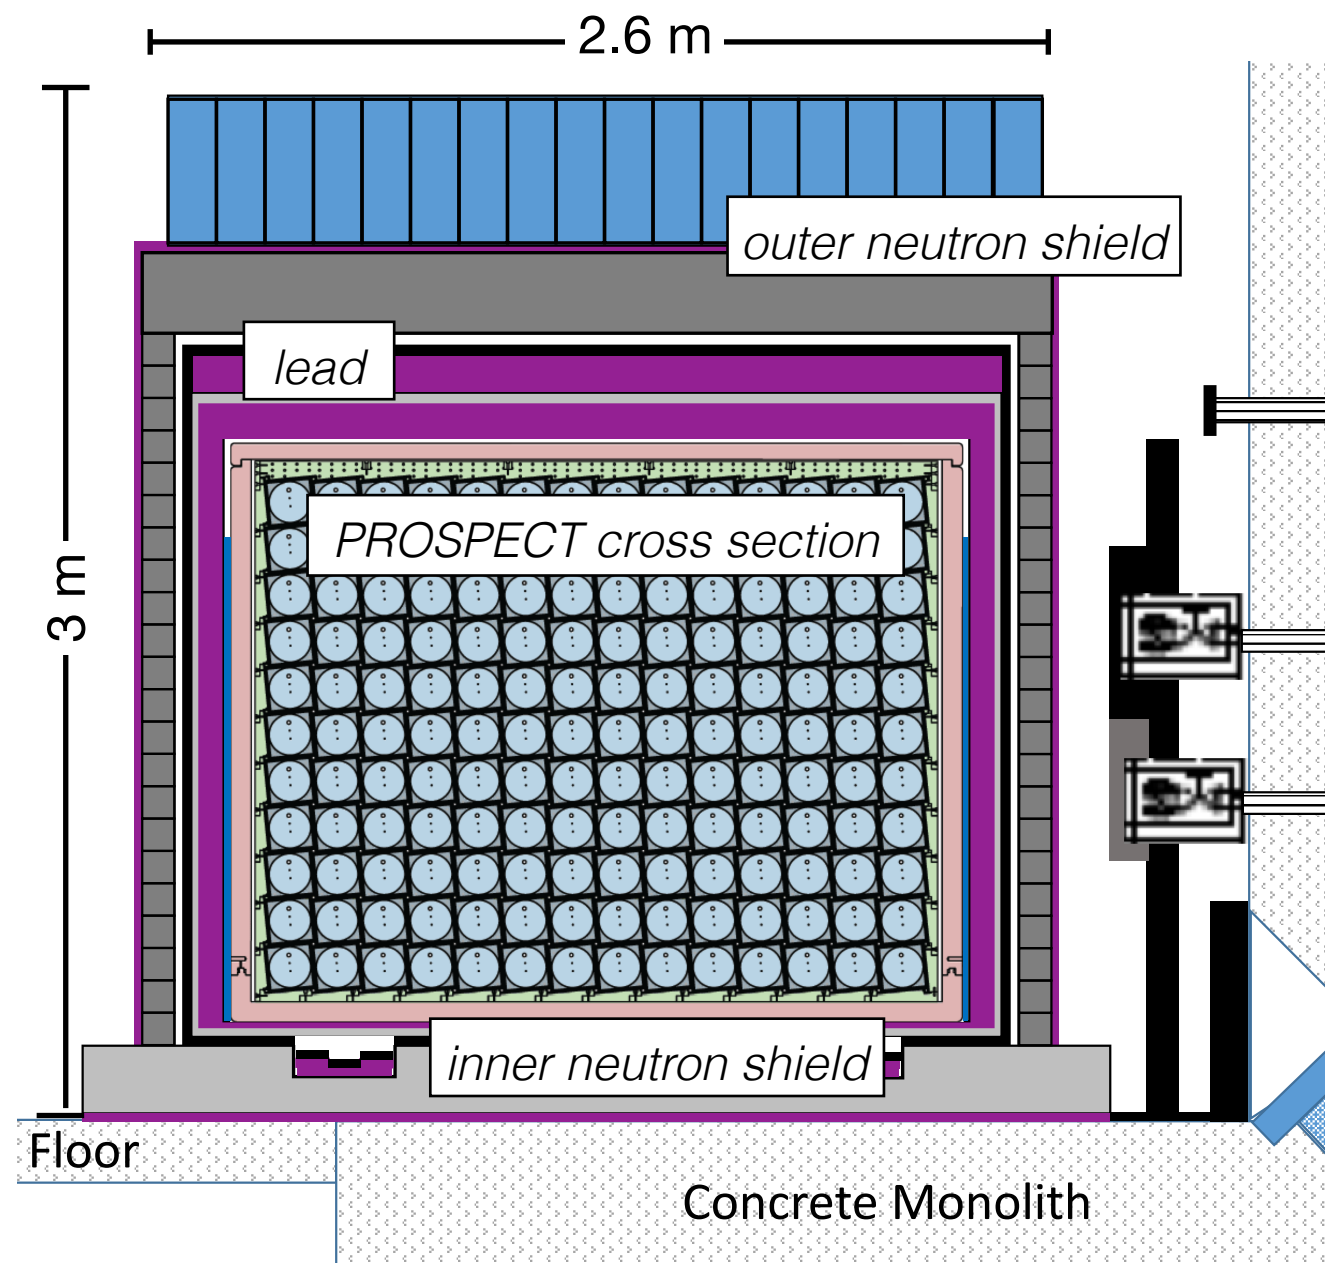 2.6 m
outer neutron shield
lead
PROSPECT cross section
3 m
inner neutron shield
Floor
Concrete Monolith